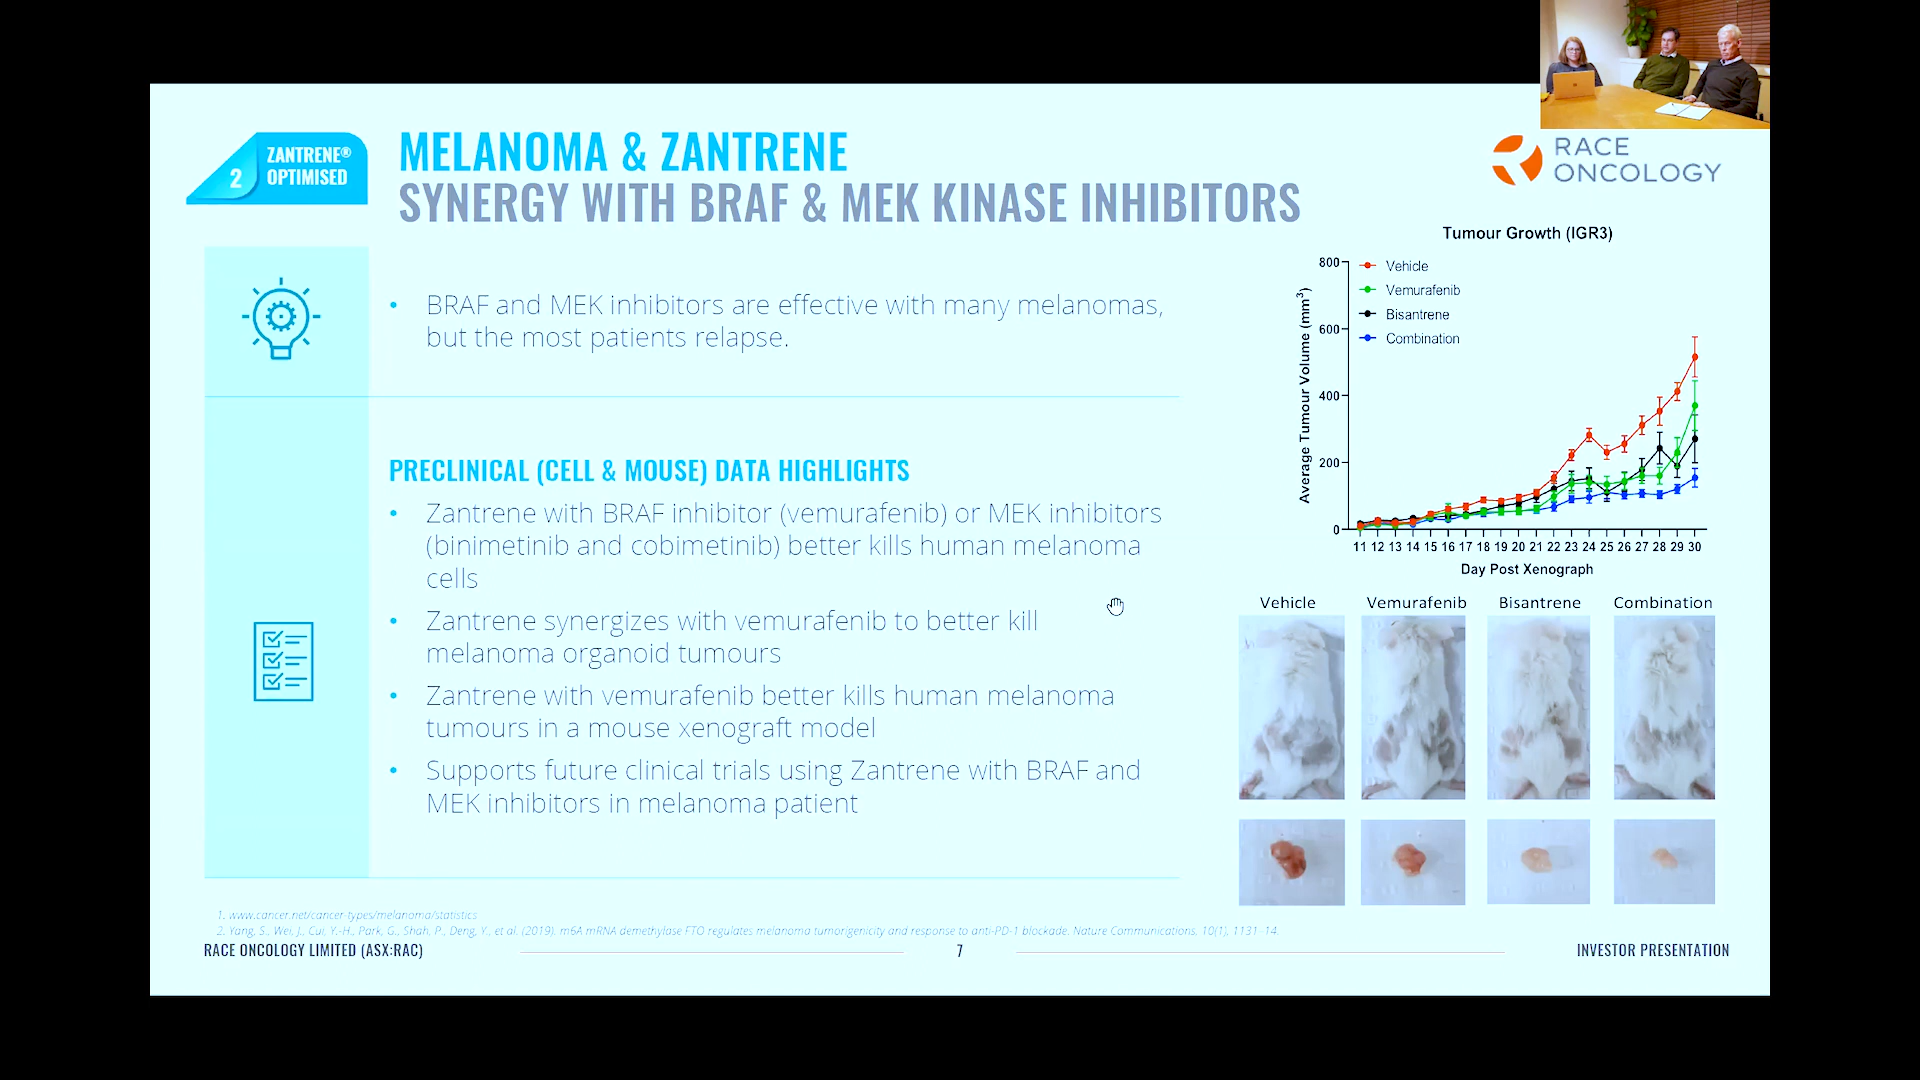 ZANTRENE®
2 OPTIMISED
MELANOMA & ZANTRENE
SYNERGY WITH BRAF & MEK KINASE INHIBITORS
RACE
ONCOLOGY
• BRAF and MEK inhibitors are effective with many melanomas,
but the most patients relapse.
PRECLINICAL (CELL & MOUSE) DATA HIGHLIGHTS
• Zantrene with BRAF inhibitor (vemurafenib) or MEK inhibitors
(binimetinib and cobimetinib) better kills human melanoma
cells
• Zantrene synergizes with vemurafenib to better kill
melanoma organoid tumours
• Zantrene with vemurafenib better kills human melanoma
tumours in a mouse xenograft model
• Supports future clinical trials using Zantrene with BRAF and
MEK inhibitors in melanoma patient
Tumour Growth (IGR3)
Vehicle
Vemurafenib
Bisantrene
Combination
Average Tumour Volume (mm³)
800
600
400
200
0
11 12 13 14 15 16 17 18 19 20 21 22 23 24 25 26 27 28 29 30
Day Post Xenograph
Vehicle Vemurafenib Bisantrene Combination
1. www.cancer.net/cancer-types/melanoma/statistics
2. Yang, S., Wei, J., Cui, Y.-H., Park, G., Shah, P., Deng, Y., et al. (2019). m6A mRNA demethylase FTO regulates melanoma tumorigenicity and response to anti-PD-1 blockade. Nature Communications, 10(1), 1131–14.
RACE ONCOLOGY LIMITED (ASX:RAC) 7 INVESTOR PRESENTATION